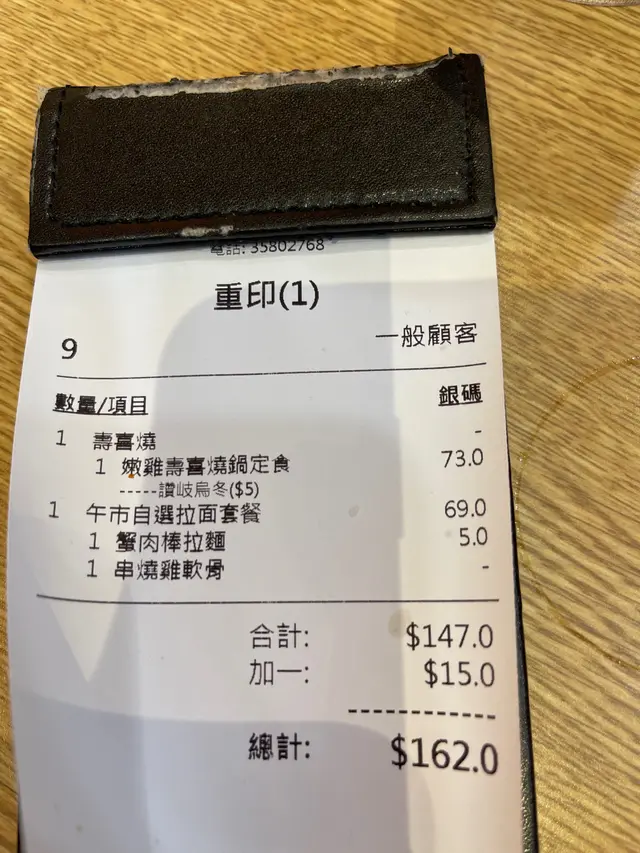 電話: 35802768
重印(1)
9 一般顧客
數量/項目 銀碼
1 壽喜燒 -
1 嫩雞壽喜燒鍋定食 73.0
-----讚岐烏冬($5)
1 午市自選拉面套餐 69.0
1 蟹肉棒拉麵 5.0
1 串燒雞軟骨 -
合計: $147.0
加一: $15.0
------------
總計: $162.0